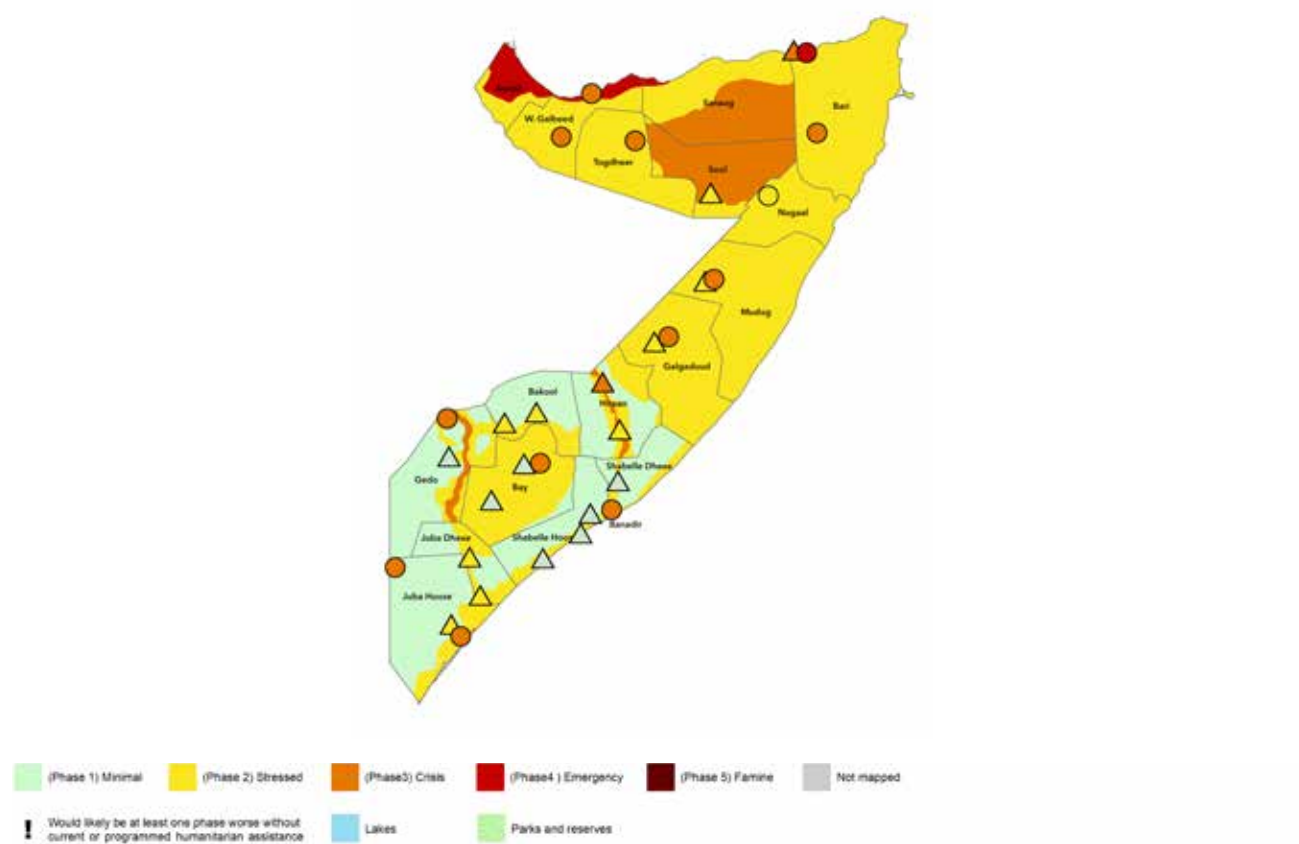 Sanaag
Bari
W. Galbeed
Togdheer
Sool
Nugaal
Mudug
Galgaduud
Bakool
Hiraan
Shabelle Dhexe
Gedo
Bay
Banadir
Juba Dhexe
Shabelle Hoose
Juba Hoose
(Phase 1) Minimal
(Phase 2) Stressed
(Phase3) Crisis
(Phase4 ) Emergency
(Phase 5) Famine
Not mapped
! Would likely be at least one phase worse without
current or programmed humanitarian assistance
Lakes
Parks and reserves